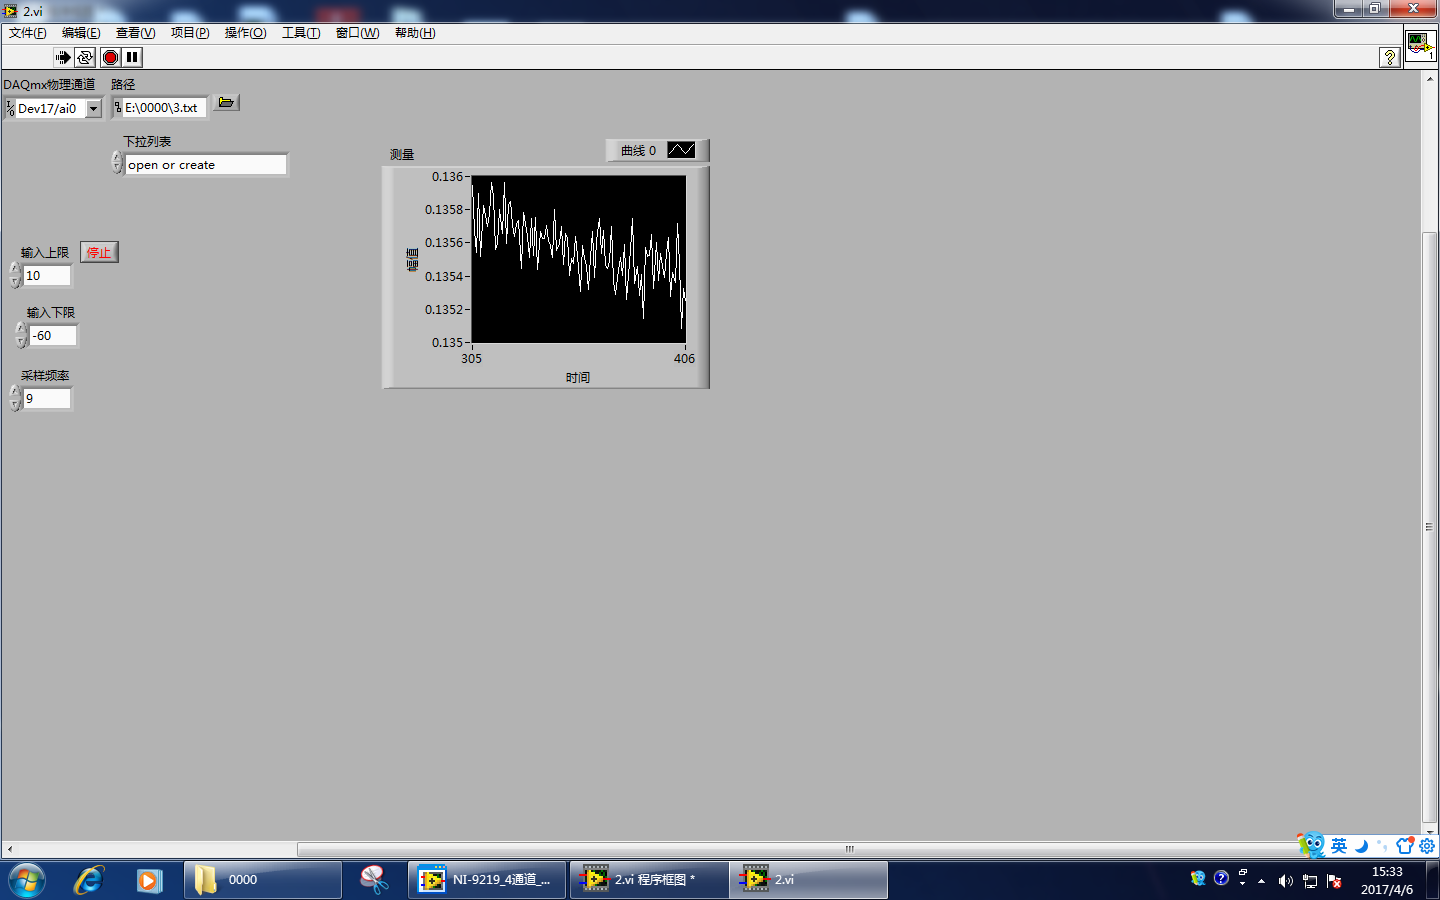 2.vi
文件(F) 编辑(E) 查看(V) 项目(P) 操作(O) 工具(T) 窗口(W) 帮助(H)
?
1
DAQmx物理通道 路径
I/0 Dev17/ai0 E:\0000\3.txt
下拉列表
open or create
测量
曲线 0
输入上限 停止
10
输入下限
-60
采样频率
9
0.136
0.1358
0.1356
0.1354
0.1352
0.135
幅值
305 406
时间
英
0000 NI-9219_4通道_... 2.vi 程序框图 * 2.vi
15:33
2017/4/6